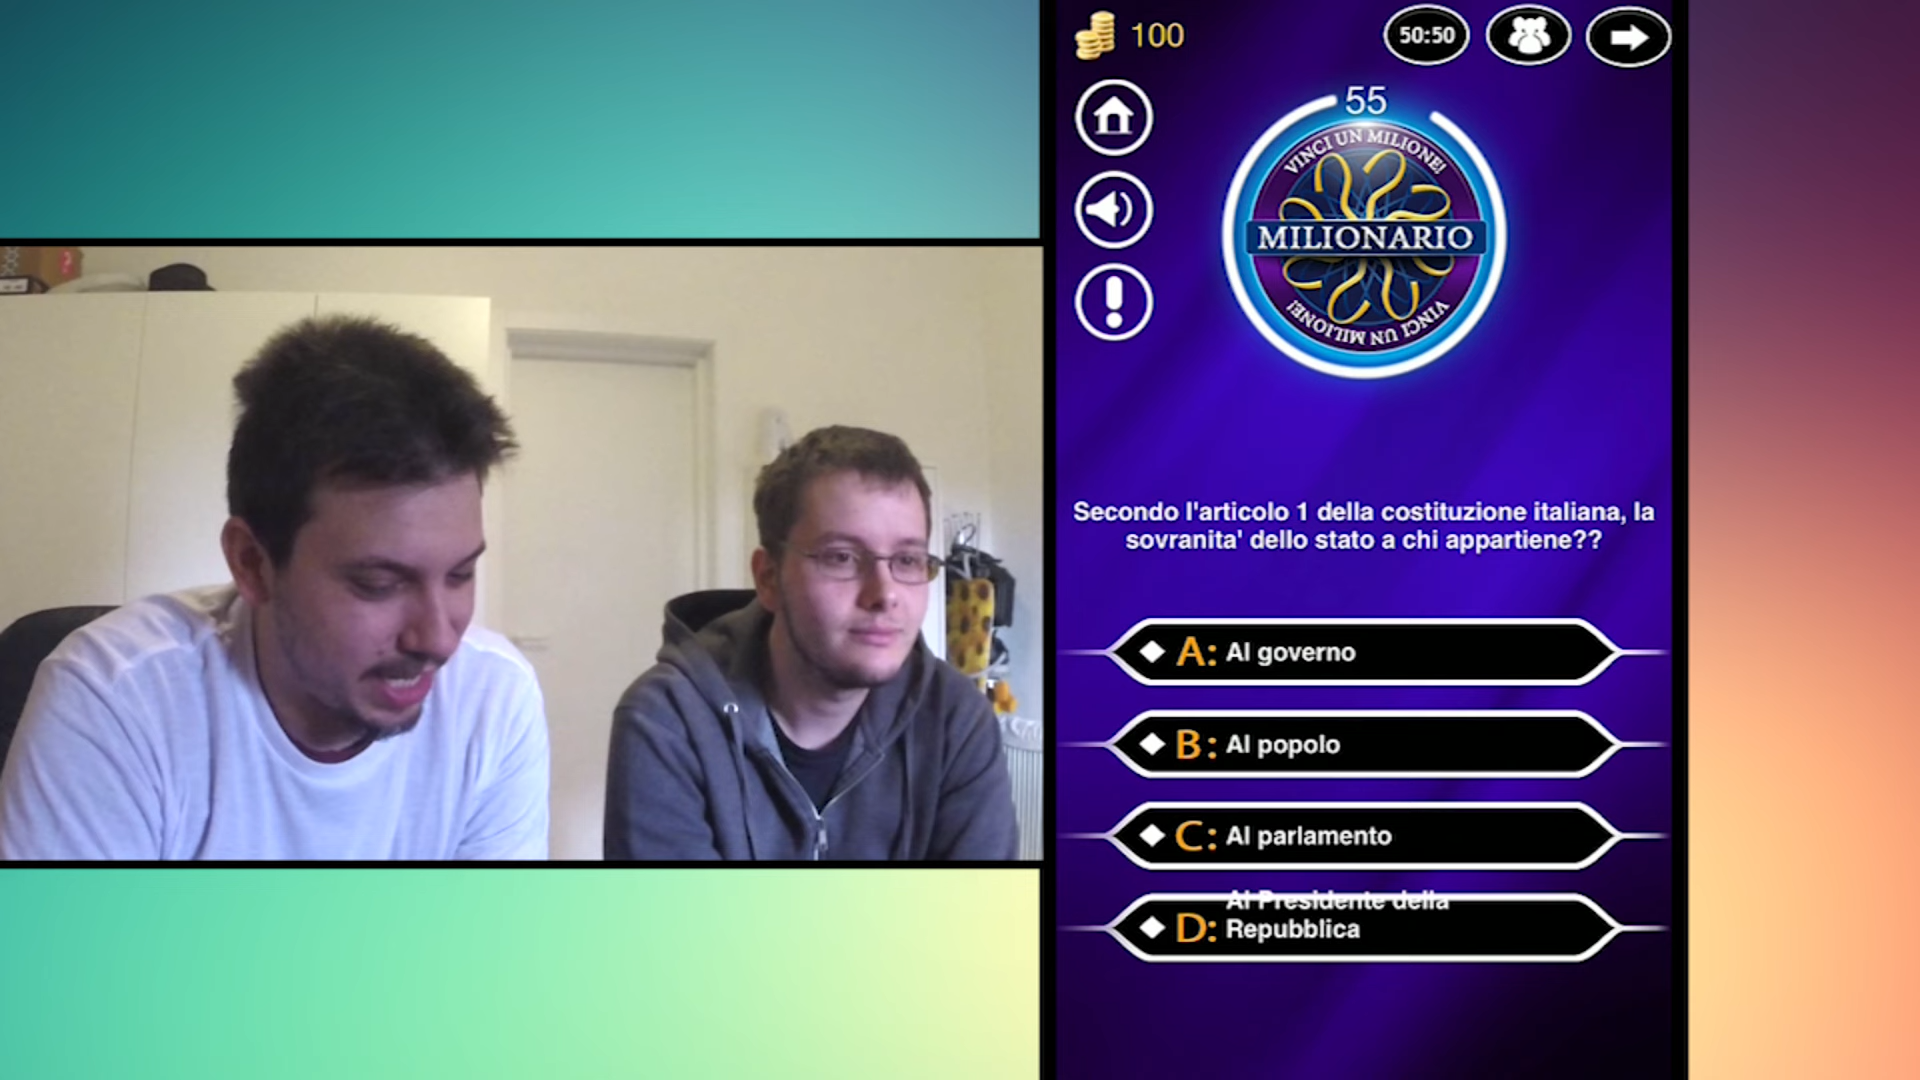 100
50:50
55
VINCI UN MILIONE!
MILIONARIO
VINCI UN MILIONE!
Secondo l'articolo 1 della costituzione italiana, la
sovranita' dello stato a chi appartiene??
A: Al governo
B: Al popolo
C: Al parlamento
D: Al Presidente della
Repubblica